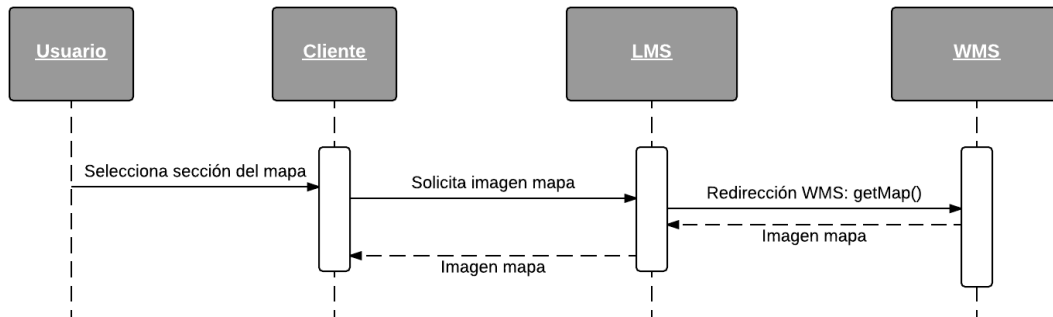 Usuario
Cliente
LMS
WMS
Selecciona sección del mapa
Solicita imagen mapa
Redirección WMS: getMap()
Imagen mapa
Imagen mapa